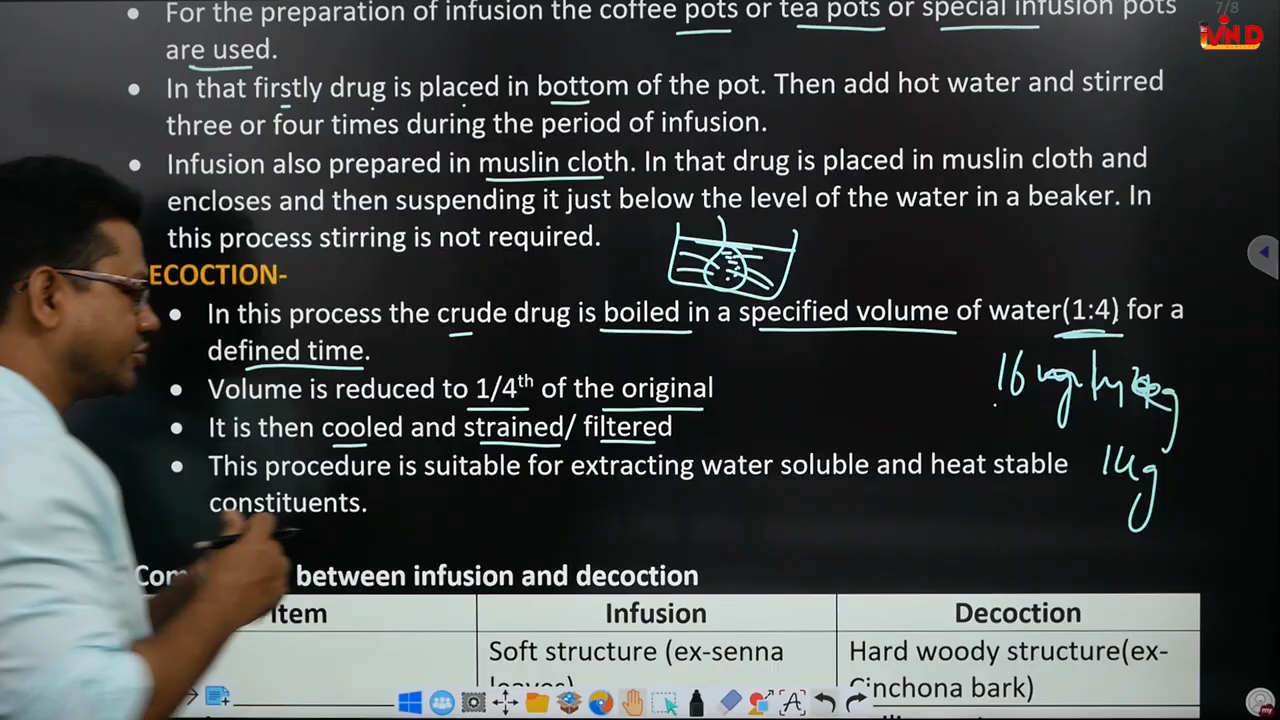 For the preparation of infusion the coffee pots or tea pots or special infusion pots
are used.
In that firstly drug is placed in bottom of the pot. Then add hot water and stirred
three or four times during the period of infusion.
Infusion also prepared in muslin cloth. In that drug is placed in muslin cloth and
encloses and then suspending it just below the level of the water in a beaker. In
this process stirring is not required.
ECOCTION-
In this process the crude drug is boiled in a specified volume of water(1:4) for a
defined time.
Volume is reduced to 1/4th of the original
It is then cooled and strained/ filtered
This procedure is suitable for extracting water soluble and heat stable
constituents.
between infusion and decoction
Item Infusion Decoction
Soft structure (ex-senna
Hard woody structure(ex-
Cinchona bark)
7/8
MIND
16